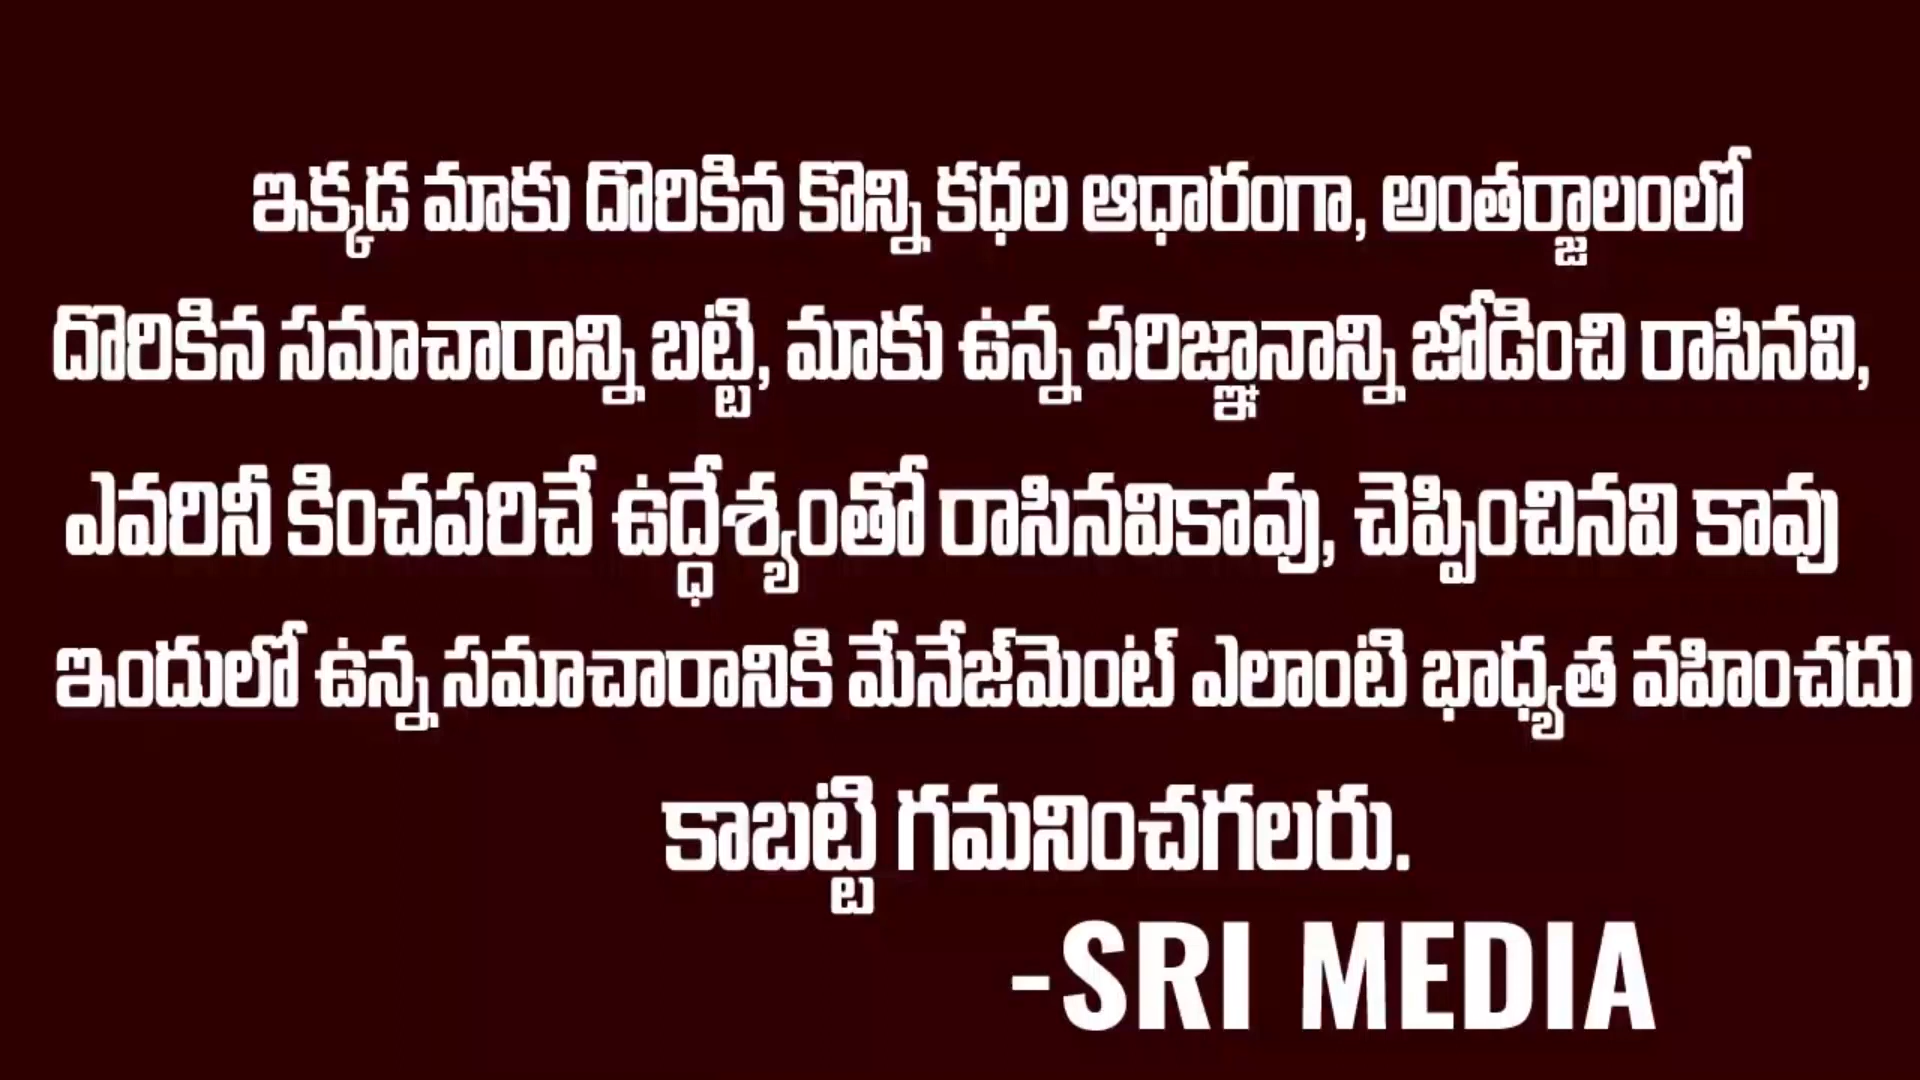 ఇక్కడ మాకు దొరికిన కొన్ని కధల ఆధారంగా, అంతర్జాలంలో
దొరికిన సమాచారాన్ని బట్టి, మాకు ఉన్న పరిజ్ఞానాన్ని జోడించి రాసినవి,
ఎవరినీ కించపరిచే ఉద్ధేశ్యంతో రాసినవికావు, చెప్పించినవి కావు
ఇందులో ఉన్న సమాచారానికి మేనేజ్‌మెంట్ ఎలాంటి భాధ్యత వహించదు
కాబట్టి గమనించగలరు.
-SRI MEDIA